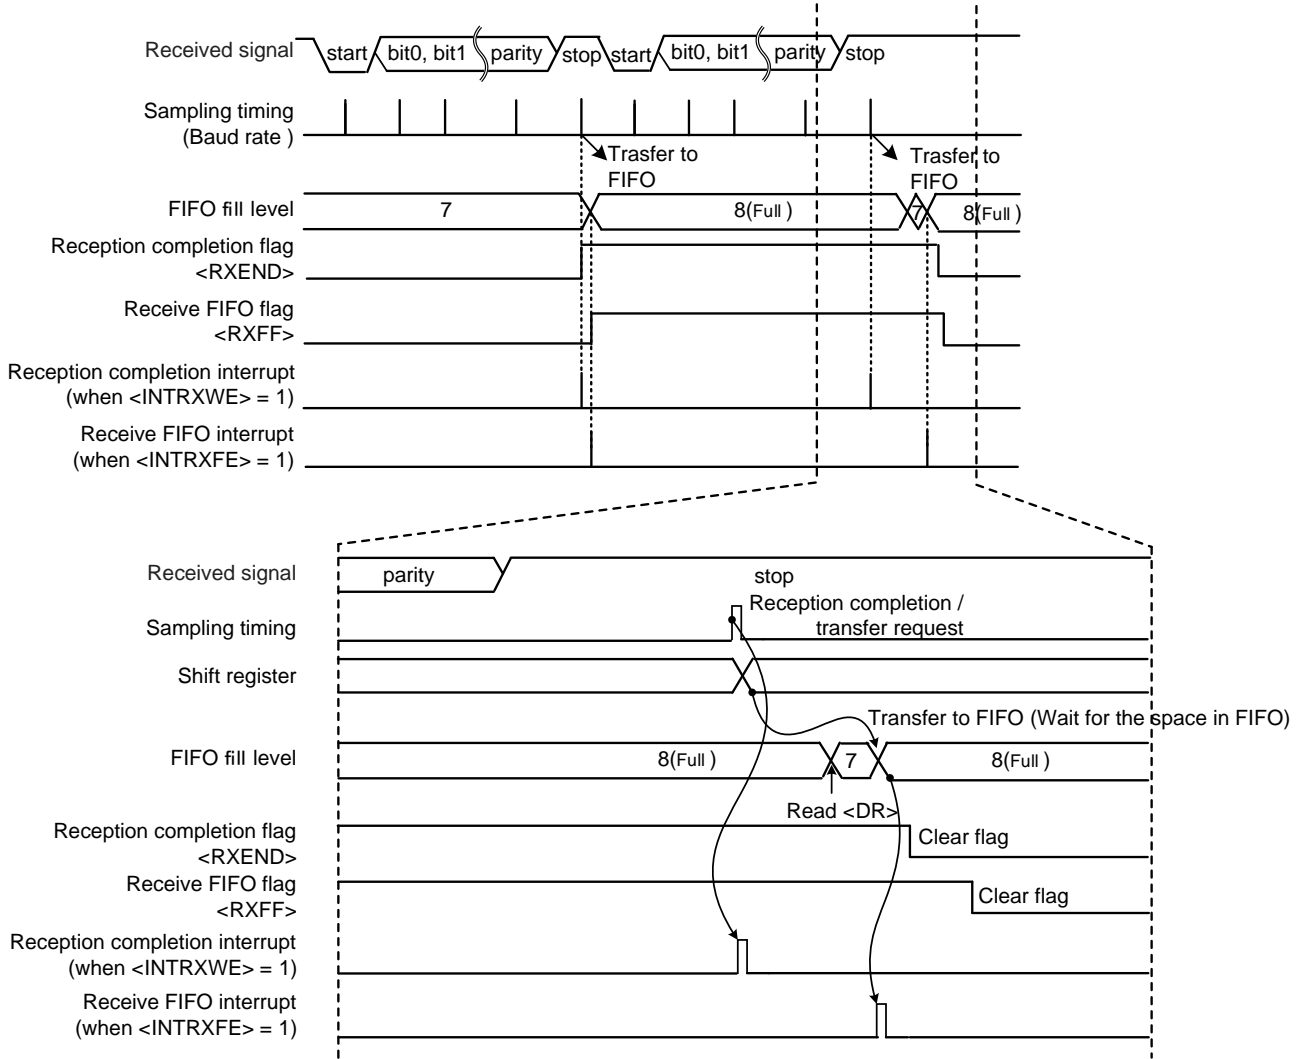 Received signal
start
bit0, bit1
parity
stop
start
bit0, bit1
parity
stop
Sampling timing
(Baud rate )
Trasfer to
FIFO
Trasfer to
FIFO
FIFO fill level
7
8(Full )
7
8(Full )
Reception completion flag
<RXEND>
Receive FIFO flag
<RXFF>
Reception completion interrupt
(when <INTRXWE> = 1)
Receive FIFO interrupt
(when <INTRXFE> = 1)
Received signal
parity
stop
Sampling timing
Reception completion /
transfer request
Shift register
Transfer to FIFO (Wait for the space in FIFO)
FIFO fill level
8(Full )
7
8(Full )
Read <DR>
Reception completion flag
<RXEND>
Clear flag
Receive FIFO flag
<RXFF>
Clear flag
Reception completion interrupt
(when <INTRXWE> = 1)
Receive FIFO interrupt
(when <INTRXFE> = 1)